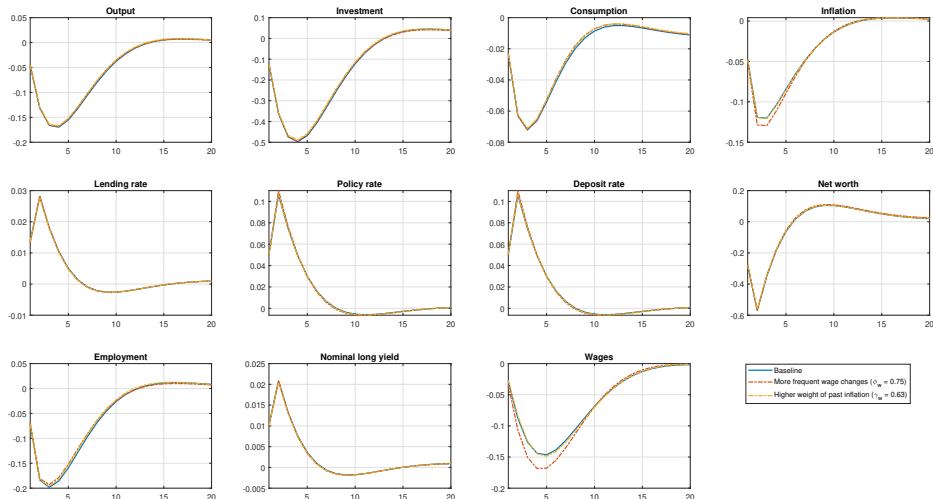 Output
0.05
0
-0.05
-0.1
-0.15
-0.2
5 10 15 20
Investment
0.1
0
-0.1
-0.2
-0.3
-0.4
-0.5
5 10 15 20
Consumption
0
-0.02
-0.04
-0.06
-0.08
5 10 15 20
Inflation
0
-0.05
-0.1
-0.15
5 10 15 20
Lending rate
0.03
0.02
0.01
0
-0.01
5 10 15 20
Policy rate
0.1
0.08
0.06
0.04
0.02
0
5 10 15 20
Deposit rate
0.1
0.08
0.06
0.04
0.02
0
5 10 15 20
Net worth
0.2
0
-0.2
-0.4
-0.6
5 10 15 20
Employment
0.05
0
-0.05
-0.1
-0.15
-0.2
5 10 15 20
Nominal long yield
0.025
0.02
0.015
0.01
0.005
0
-0.005
5 10 15 20
Wages
0
-0.05
-0.1
-0.15
-0.2
5 10 15 20
Baseline
More frequent wage changes (ϕ_w = 0.75)
Higher weight of past inflation (γ_w = 0.63)